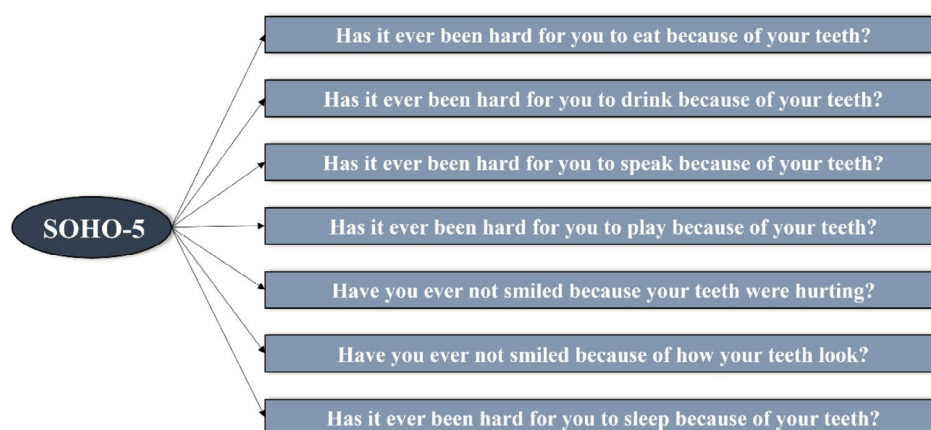 Has it ever been hard for you to eat because of your teeth?
Has it ever been hard for you to drink because of your teeth?
Has it ever been hard for you to speak because of your teeth?
SOHO-5
Has it ever been hard for you to play because of your teeth?
Have you ever not smiled because your teeth were hurting?
Have you ever not smiled because of how your teeth look?
Has it ever been hard for you to sleep because of your teeth?